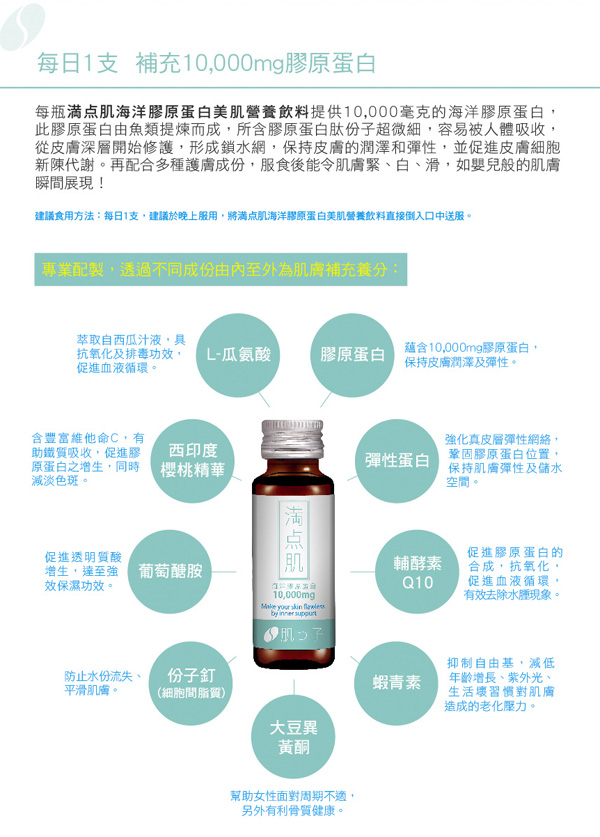 每日1支 補充10,000mg膠原蛋白
每瓶満点肌海洋膠原蛋白美肌營養飲料提供10,000毫克的海洋膠原蛋白，
此膠原蛋白由魚類提煉而成，所含膠原蛋白肽份子超微細，容易被人體吸收，
從皮膚深層開始修護，形成鎖水網，保持皮膚的潤澤和彈性，並促進皮膚細胞
新陳代謝。再配合多種護膚成份，服食後能令肌膚緊、白、滑，如嬰兒般的肌膚
瞬間展現！
建議食用方法：每日1支，建議於晚上服用，將満点肌海洋膠原蛋白美肌營養飲料直接倒入口中送服。
專業配製，透過不同成份由內至外為肌膚補充養分：
萃取自西瓜汁液，具
抗氧化及排毒功效，
促進血液循環。
L-瓜氨酸
膠原蛋白
蘊含10,000mg膠原蛋白，
保持皮膚潤澤及彈性。
含豐富維他命C，有
助鐵質吸收，促進膠
原蛋白之增生，同時
減淡色斑。
西印度
櫻桃精華
彈性蛋白
強化真皮層彈性網絡，
鞏固膠原蛋白位置，
保持肌膚彈性及儲水
空間。
促進透明質酸
增生，達至強
效保濕功效。
葡萄醣胺
輔酵素
Q10
促進膠原蛋白的
合成，抗氧化，
促進血液循環，
有效去除水腫現象。
満点肌
海洋膠原蛋白
10,000mg
Make your skin flawless
by inner support
肌っ子
防止水份流失、
平滑肌膚。
份子釘
(細胞間脂質)
蝦青素
抑制自由基，減低
年齡增長、紫外光、
生活壞習慣對肌膚
造成的老化壓力。
大豆異
黃酮
幫助女性面對周期不適，
另外有利骨質健康。